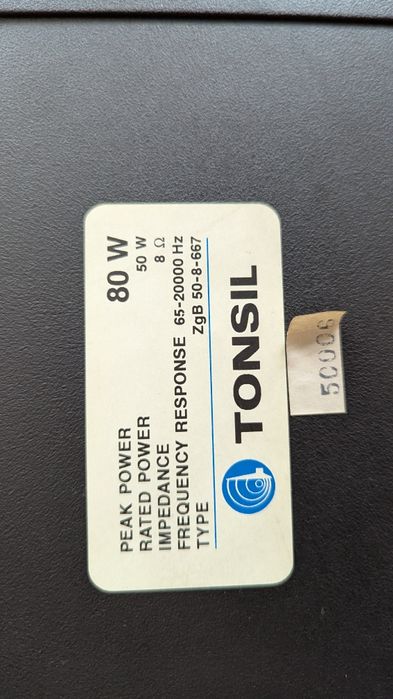 PEAK POWER 80 W
RATED POWER 50 W
IMPEDANCE 8 Ω
FREQUENCY RESPONSE 65-20000 Hz
TYPE ZgB 50-8-667
TONSIL
50006